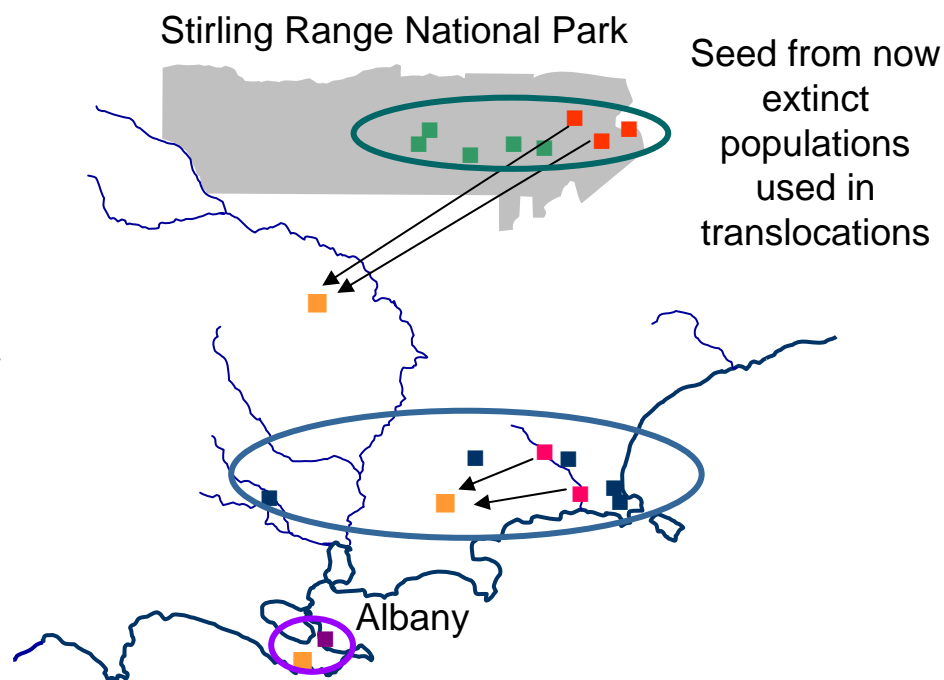 Stirling Range National Park
Seed from now
extinct
populations
used in
translocations
Albany